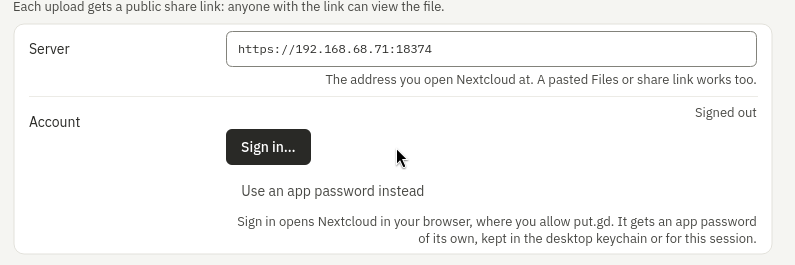 Each upload gets a public share link: anyone with the link can view the file.
Server
https://192.168.68.71:18374
The address you open Nextcloud at. A pasted Files or share link works too.
Signed out
Account
Sign in...
Use an app password instead
Sign in opens Nextcloud in your browser, where you allow put.gd. It gets an app password
of its own, kept in the desktop keychain or for this session.